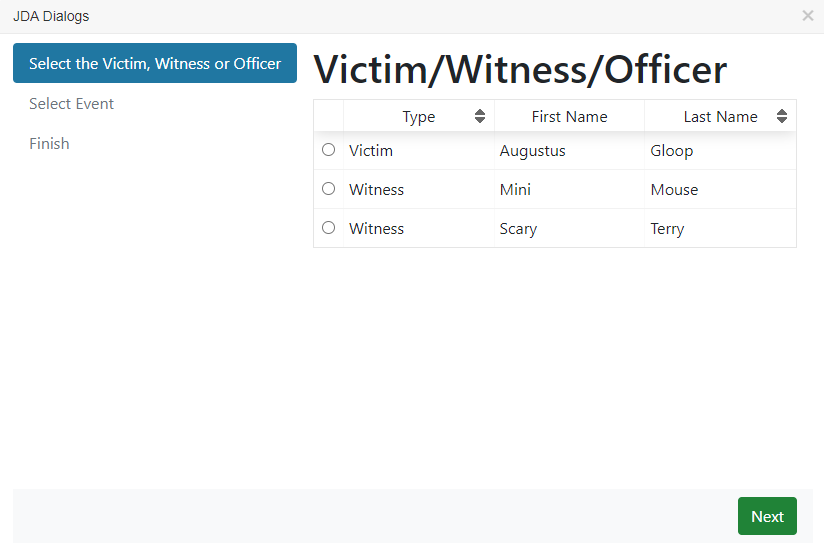 JDA Dialogs ×
Select the Victim, Witness or Officer
Select Event
Finish
Victim/Witness/Officer
Type First Name Last Name
Victim Augustus Gloop
Witness Mini Mouse
Witness Scary Terry
Next